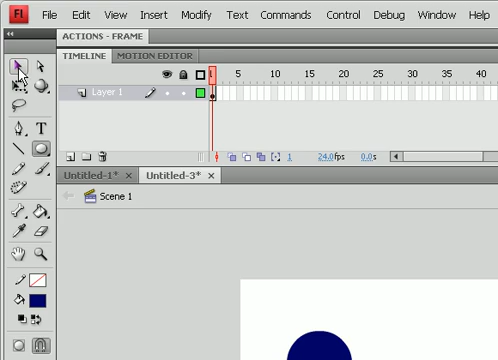 Fl File Edit View Insert Modify Text Commands Control Debug Window Help
ACTIONS - FRAME
TIMELINE MOTION EDITOR
1 5 10 15 20 25 30 35 40
Layer 1
1 24.0fps 0.0s
Untitled-1* × Untitled-3* ×
Scene 1
T